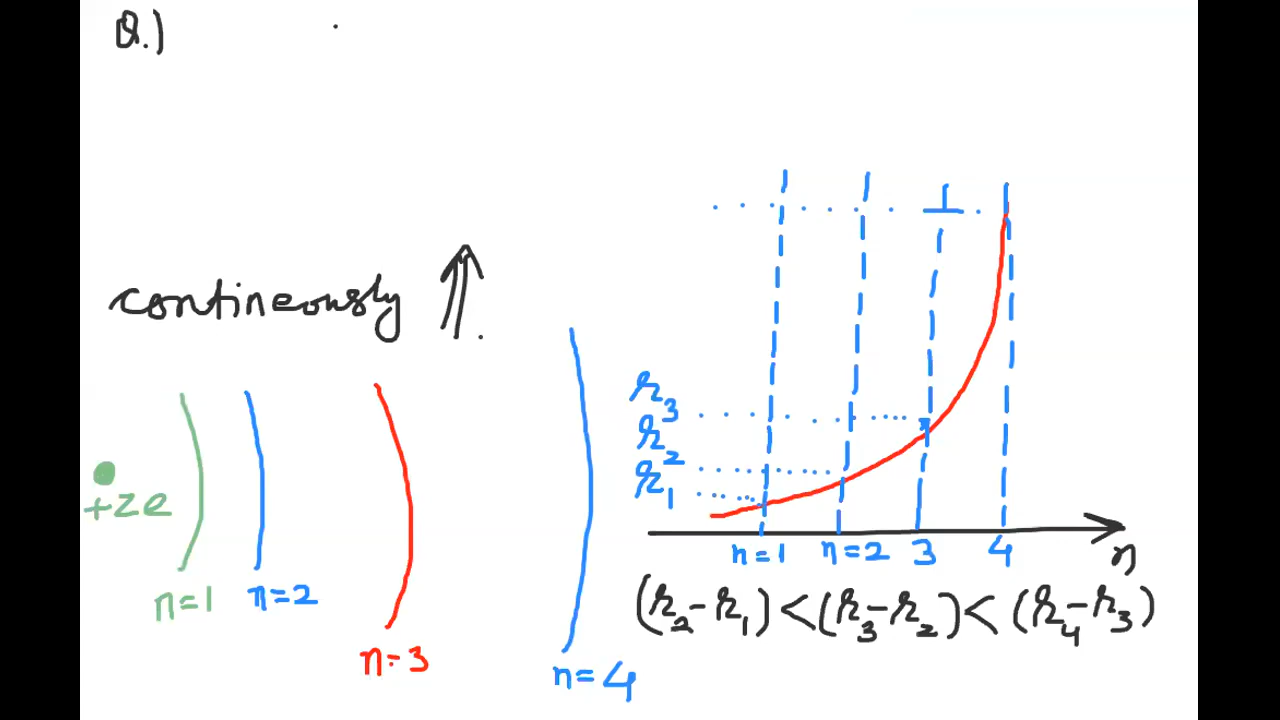 Q.)
contineously ⇑.
+ze
n=1
n=2
n=3
n=4
r₃
r₂
r₁
n=1 n=2 3 4 n
(r₂-r₁)<(r₃-r₂)<(r₄-r₃)